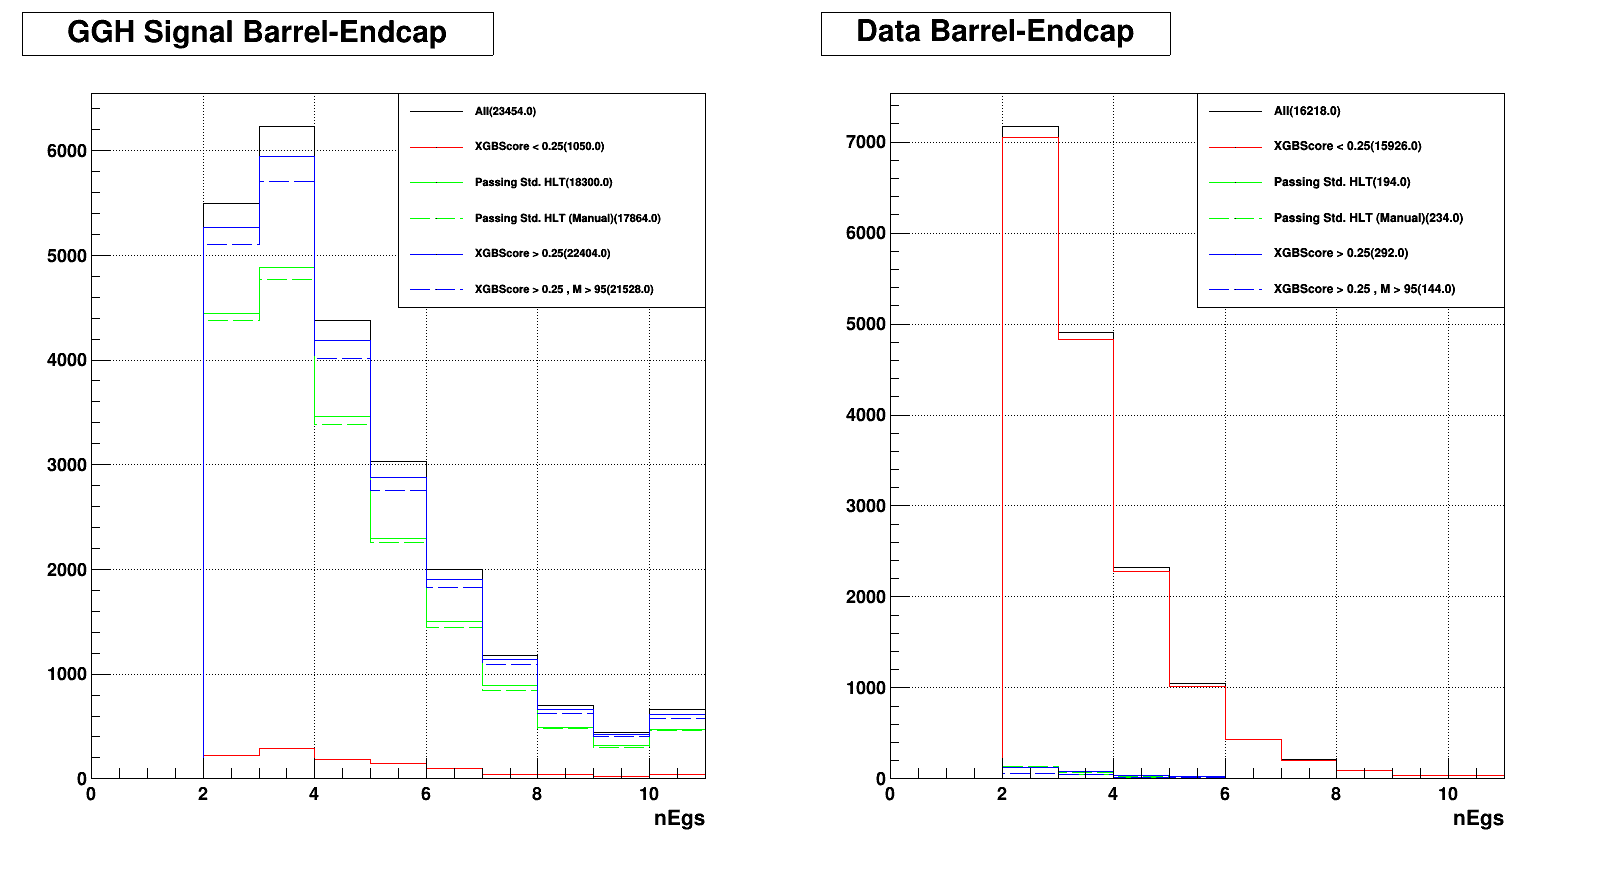 GGH Signal Barrel-Endcap
All(23454.0)
XGBScore < 0.25(1050.0)
Passing Std. HLT(18300.0)
Passing Std. HLT (Manual)(17864.0)
XGBScore > 0.25(22404.0)
XGBScore > 0.25 , M > 95(21528.0)
6000
5000
4000
3000
2000
1000
0
0 2 4 6 8 10
nEgs
Data Barrel-Endcap
All(16218.0)
XGBScore < 0.25(15926.0)
Passing Std. HLT(194.0)
Passing Std. HLT (Manual)(234.0)
XGBScore > 0.25(292.0)
XGBScore > 0.25 , M > 95(144.0)
7000
6000
5000
4000
3000
2000
1000
0
0 2 4 6 8 10
nEgs